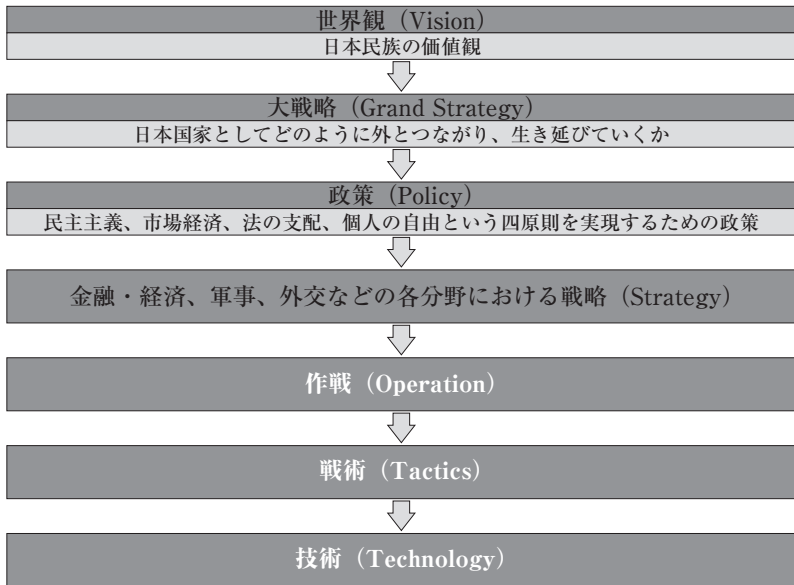 世界観（Vision）
日本民族の価値観
大戦略（Grand Strategy）
日本国家としてどのように外とつながり、生き延びていくか
政策（Policy）
民主主義、市場経済、法の支配、個人の自由という四原則を実現するための政策
金融・経済、軍事、外交などの各分野における戦略（Strategy）
作戦（Operation）
戦術（Tactics）
技術（Technology）